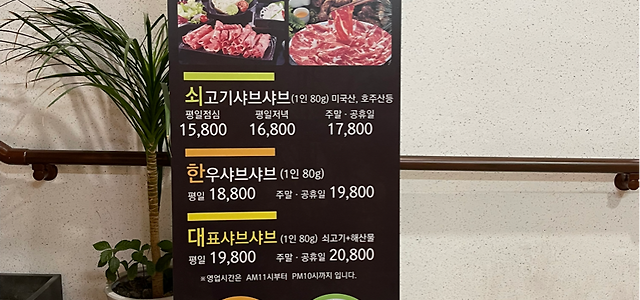 쇠고기샤브샤브(1인 80g) 미국산, 호주산등
평일점심 평일저녁 주말 · 공휴일
15,800 16,800 17,800
한우샤브샤브 (1인 80g)
평일 18,800 주말 · 공휴일 19,800
대표샤브샤브 (1인 80g) 쇠고기+해산물
평일 19,800 주말 · 공휴일 20,800
※영업시간은 AM11시부터 PM10시까지 입니다.